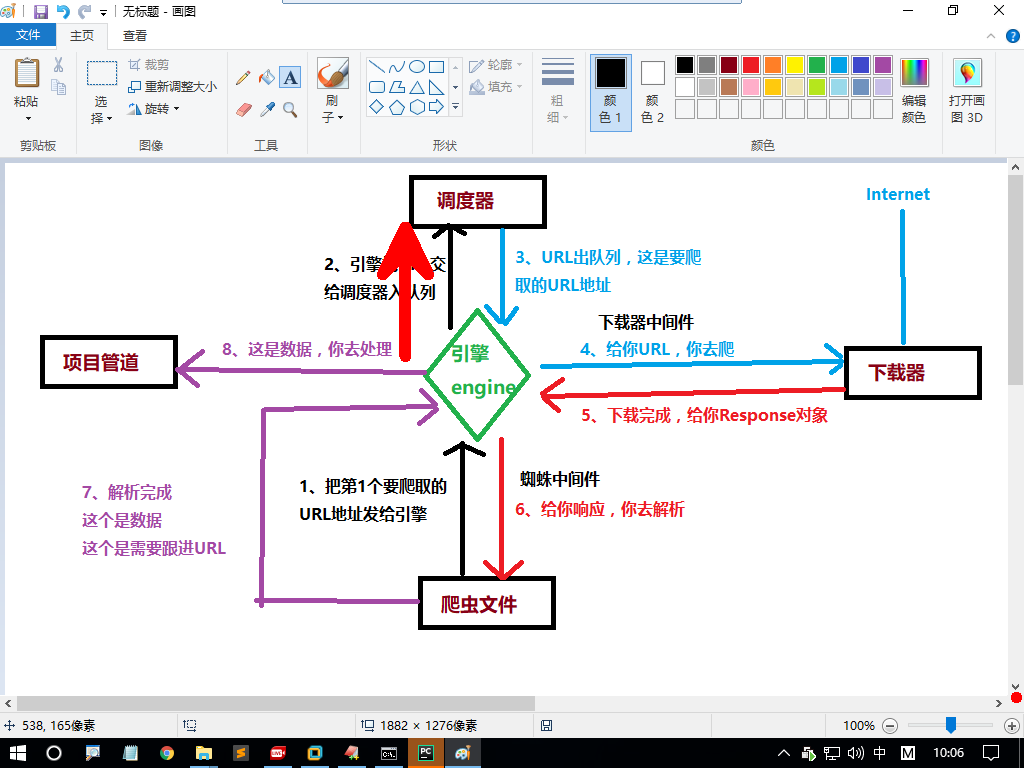 无标题 - 画图
文件
主页
查看
粘贴
剪贴板
选择
裁剪
重新调整大小
旋转
图像
A
工具
刷子
轮廓
填充
形状
粗细
颜色 1
颜色 2
编辑颜色
颜色
打开画图 3D
调度器
Internet
2、引擎
交
给调度器入队列
3、URL出队列，这是要爬
取的URL地址
下载器中间件
4、给你URL，你去爬
8、这是数据，你去处理
项目管道
引擎
engine
下载器
5、下载完成，给你Response对象
1、把第1个要爬取的
URL地址发给引擎
蜘蛛中间件
6、给你响应，你去解析
7、解析完成
这个是数据
这个是需要跟进URL
爬虫文件
538, 165像素
1882 × 1276像素
100%
LIVE
C:\
PC
中
M
10:06